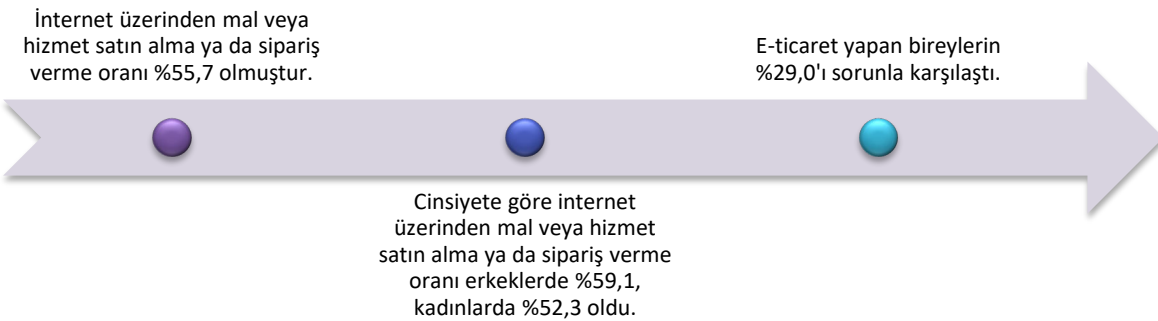 İnternet üzerinden mal veya
hizmet satın alma ya da sipariş
verme oranı %55,7 olmuştur.
Cinsiyete göre internet
üzerinden mal veya hizmet
satın alma ya da sipariş verme
oranı erkeklerde %59,1,
kadınlarda %52,3 oldu.
E-ticaret yapan bireylerin
%29,0'ı sorunla karşılaştı.